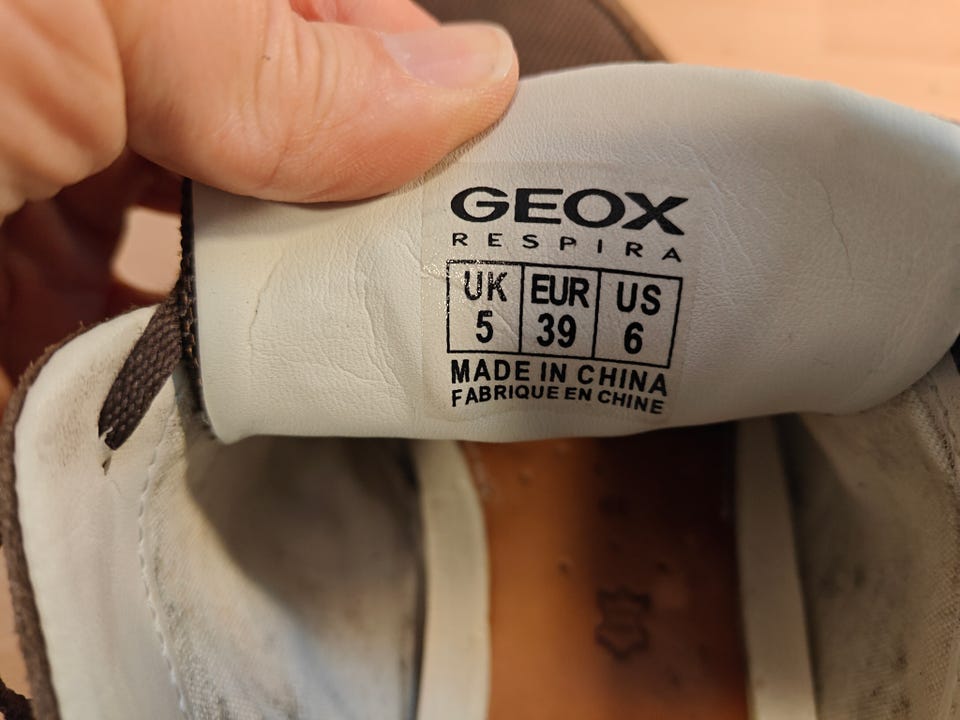 GEOX
RESPIRA
UK EUR US
5 39 6
MADE IN CHINA
FABRIQUE EN CHINE